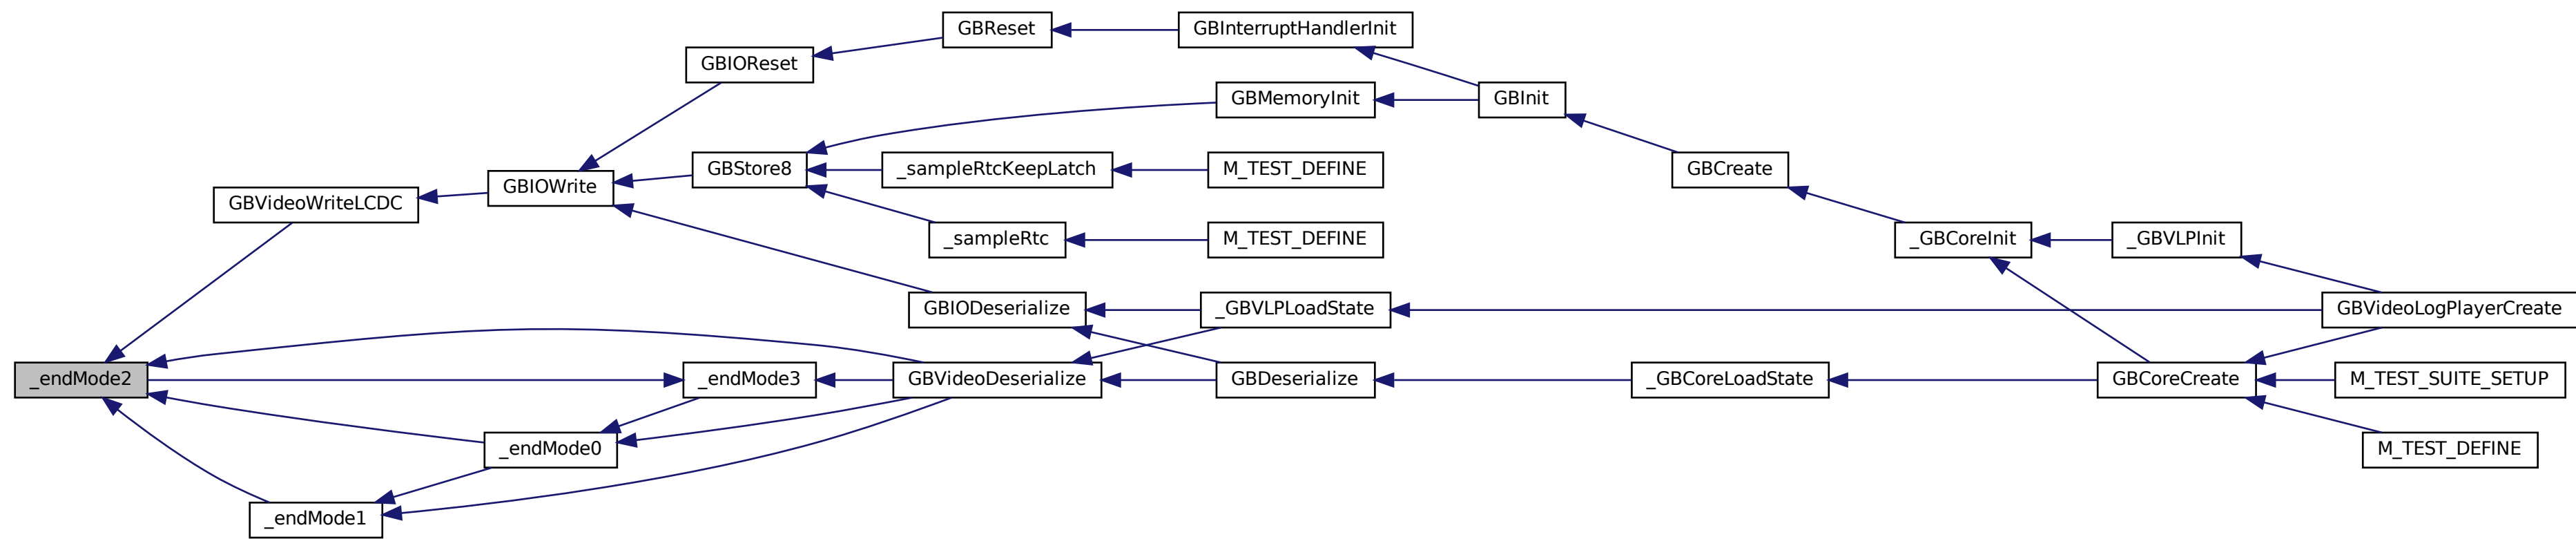 GBReset
GBInterruptHandlerInit
GBIOReset
GBMemoryInit
GBInit
GBStore8
_sampleRtcKeepLatch
M_TEST_DEFINE
GBCreate
GBIOWrite
GBVideoWriteLCDC
_sampleRtc
M_TEST_DEFINE
_GBCoreInit
_GBVLPInit
GBIODeserialize
_GBVLPLoadState
GBVideoLogPlayerCreate
_endMode2
_endMode3
GBVideoDeserialize
GBDeserialize
_GBCoreLoadState
GBCoreCreate
M_TEST_SUITE_SETUP
_endMode0
M_TEST_DEFINE
_endMode1